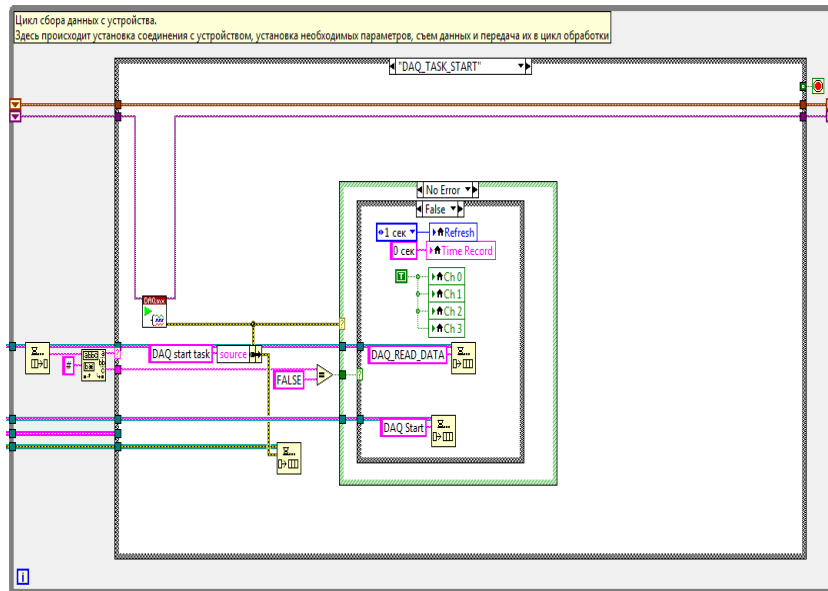 Цикл сбора данных с устройства.
Здесь происходит установка соединения с устройством, установка необходимых параметров, съем данных и передача их в цикл обработки
"DAQ_TASK_START"
No Error
False
1 сек
Refresh
0 сек
Time Record
T
Ch 0
Ch 1
Ch 2
Ch 3
DAQmx
DAQ start task
source
DAQ_READ_DATA
#
FALSE
=
DAQ Start
i